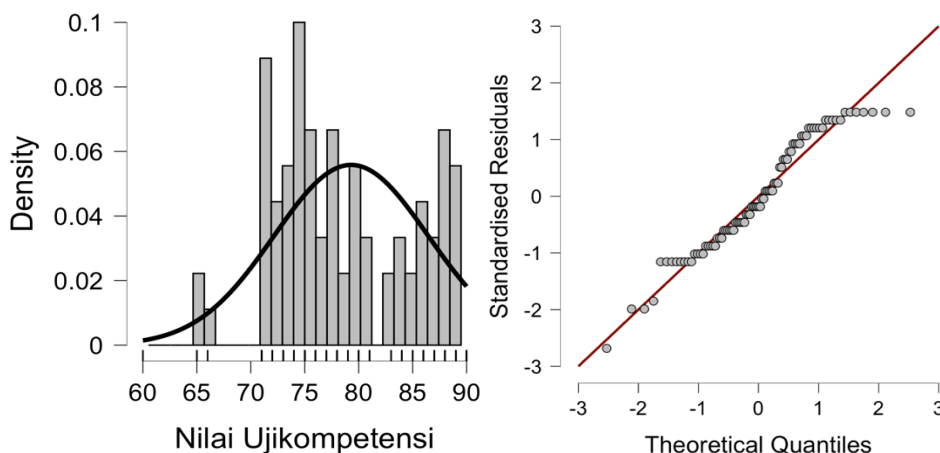 Density
0.1
0.08
0.06
0.04
0.02
0
60 65 70 75 80 85 90
Nilai Ujikompetensi
Standardised Residuals
3
2
1
0
-1
-2
-3
-3 -2 -1 0 1 2 3
Theoretical Quantiles